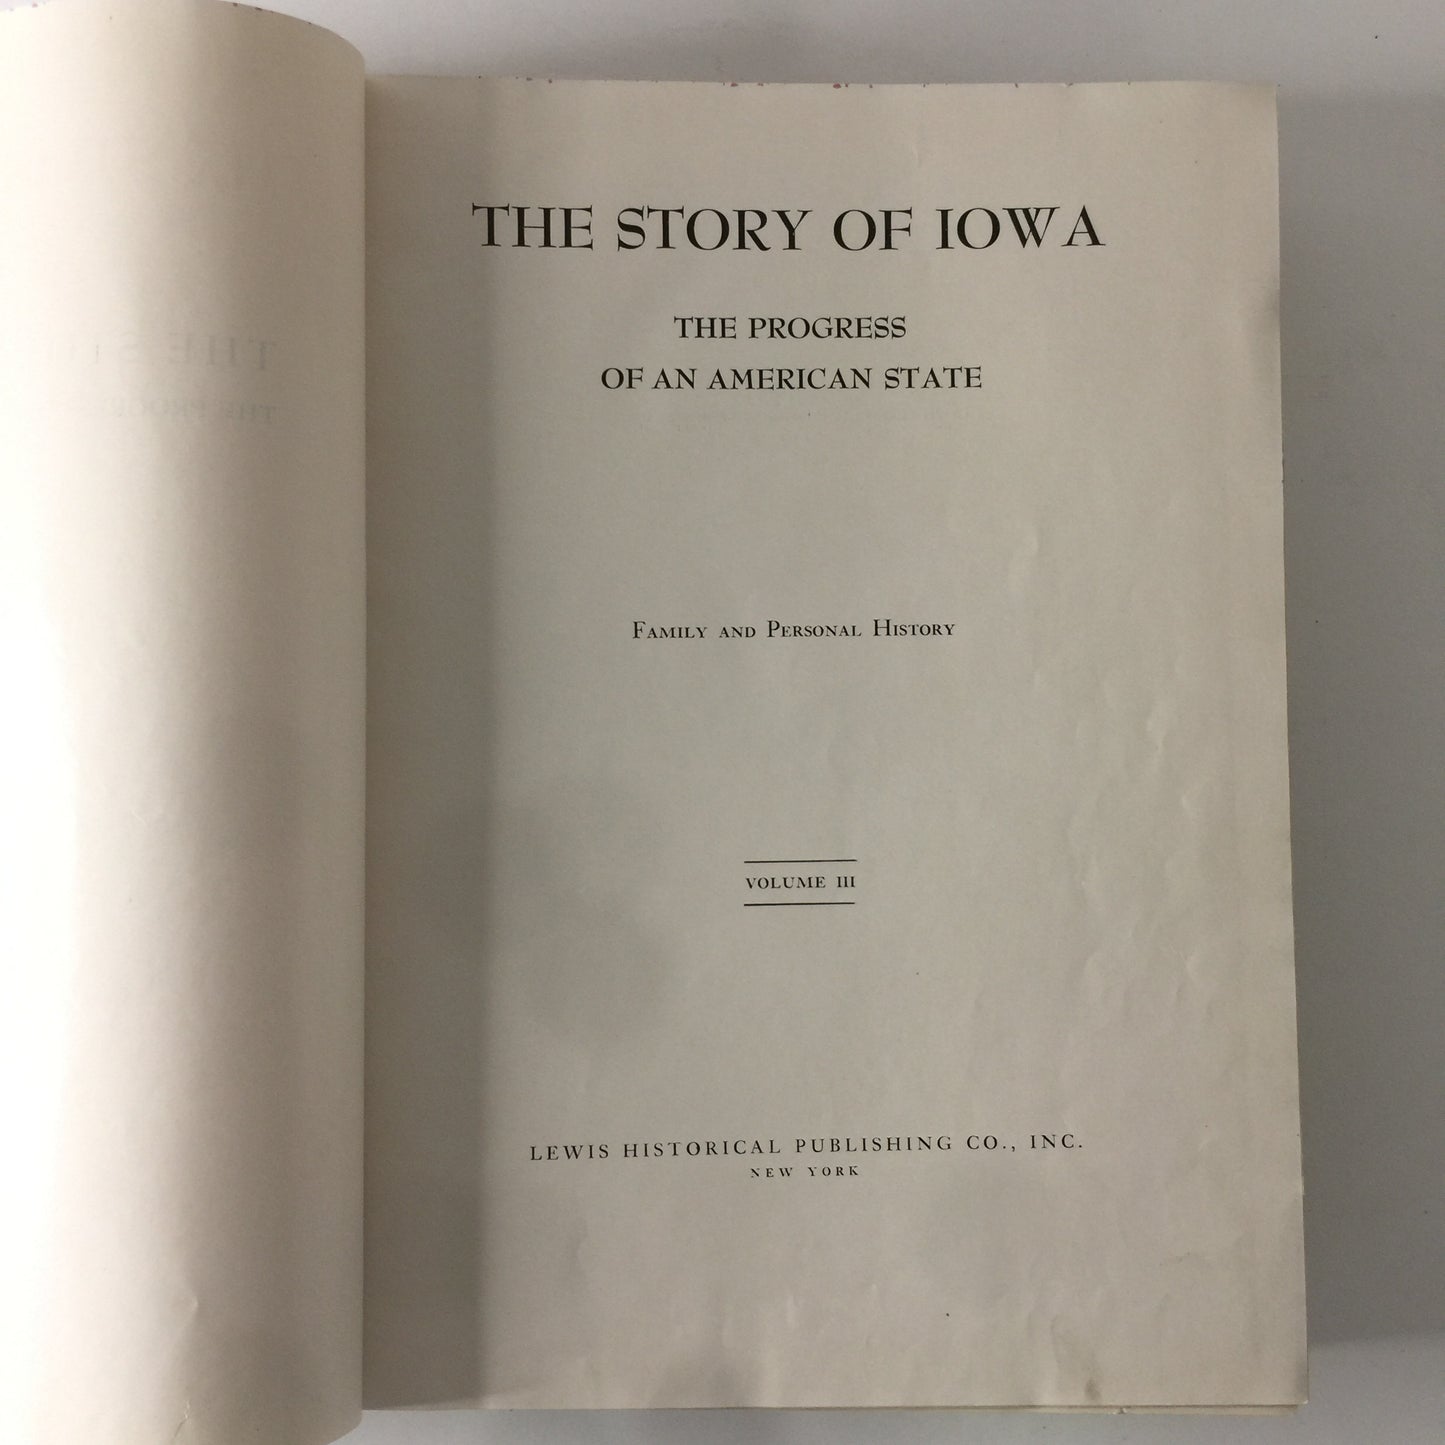 THE STORY OF IOWA
THE PROGRESS
OF AN AMERICAN STATE
FAMILY AND PERSONAL HISTORY
VOLUME III
LEWIS HISTORICAL PUBLISHING CO., INC.
NEW YORK